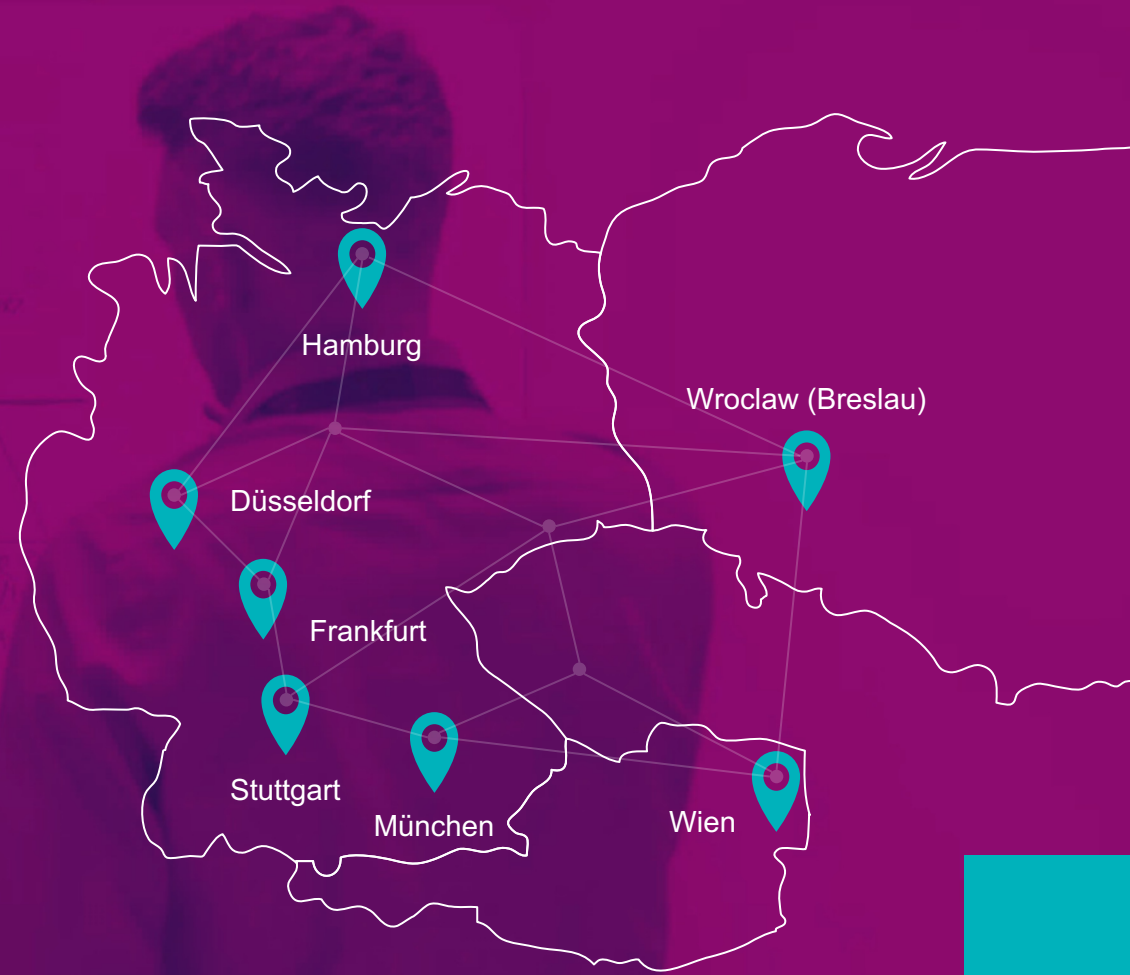 Hamburg
Wroclaw (Breslau)
Düsseldorf
Frankfurt
Stuttgart
München
Wien